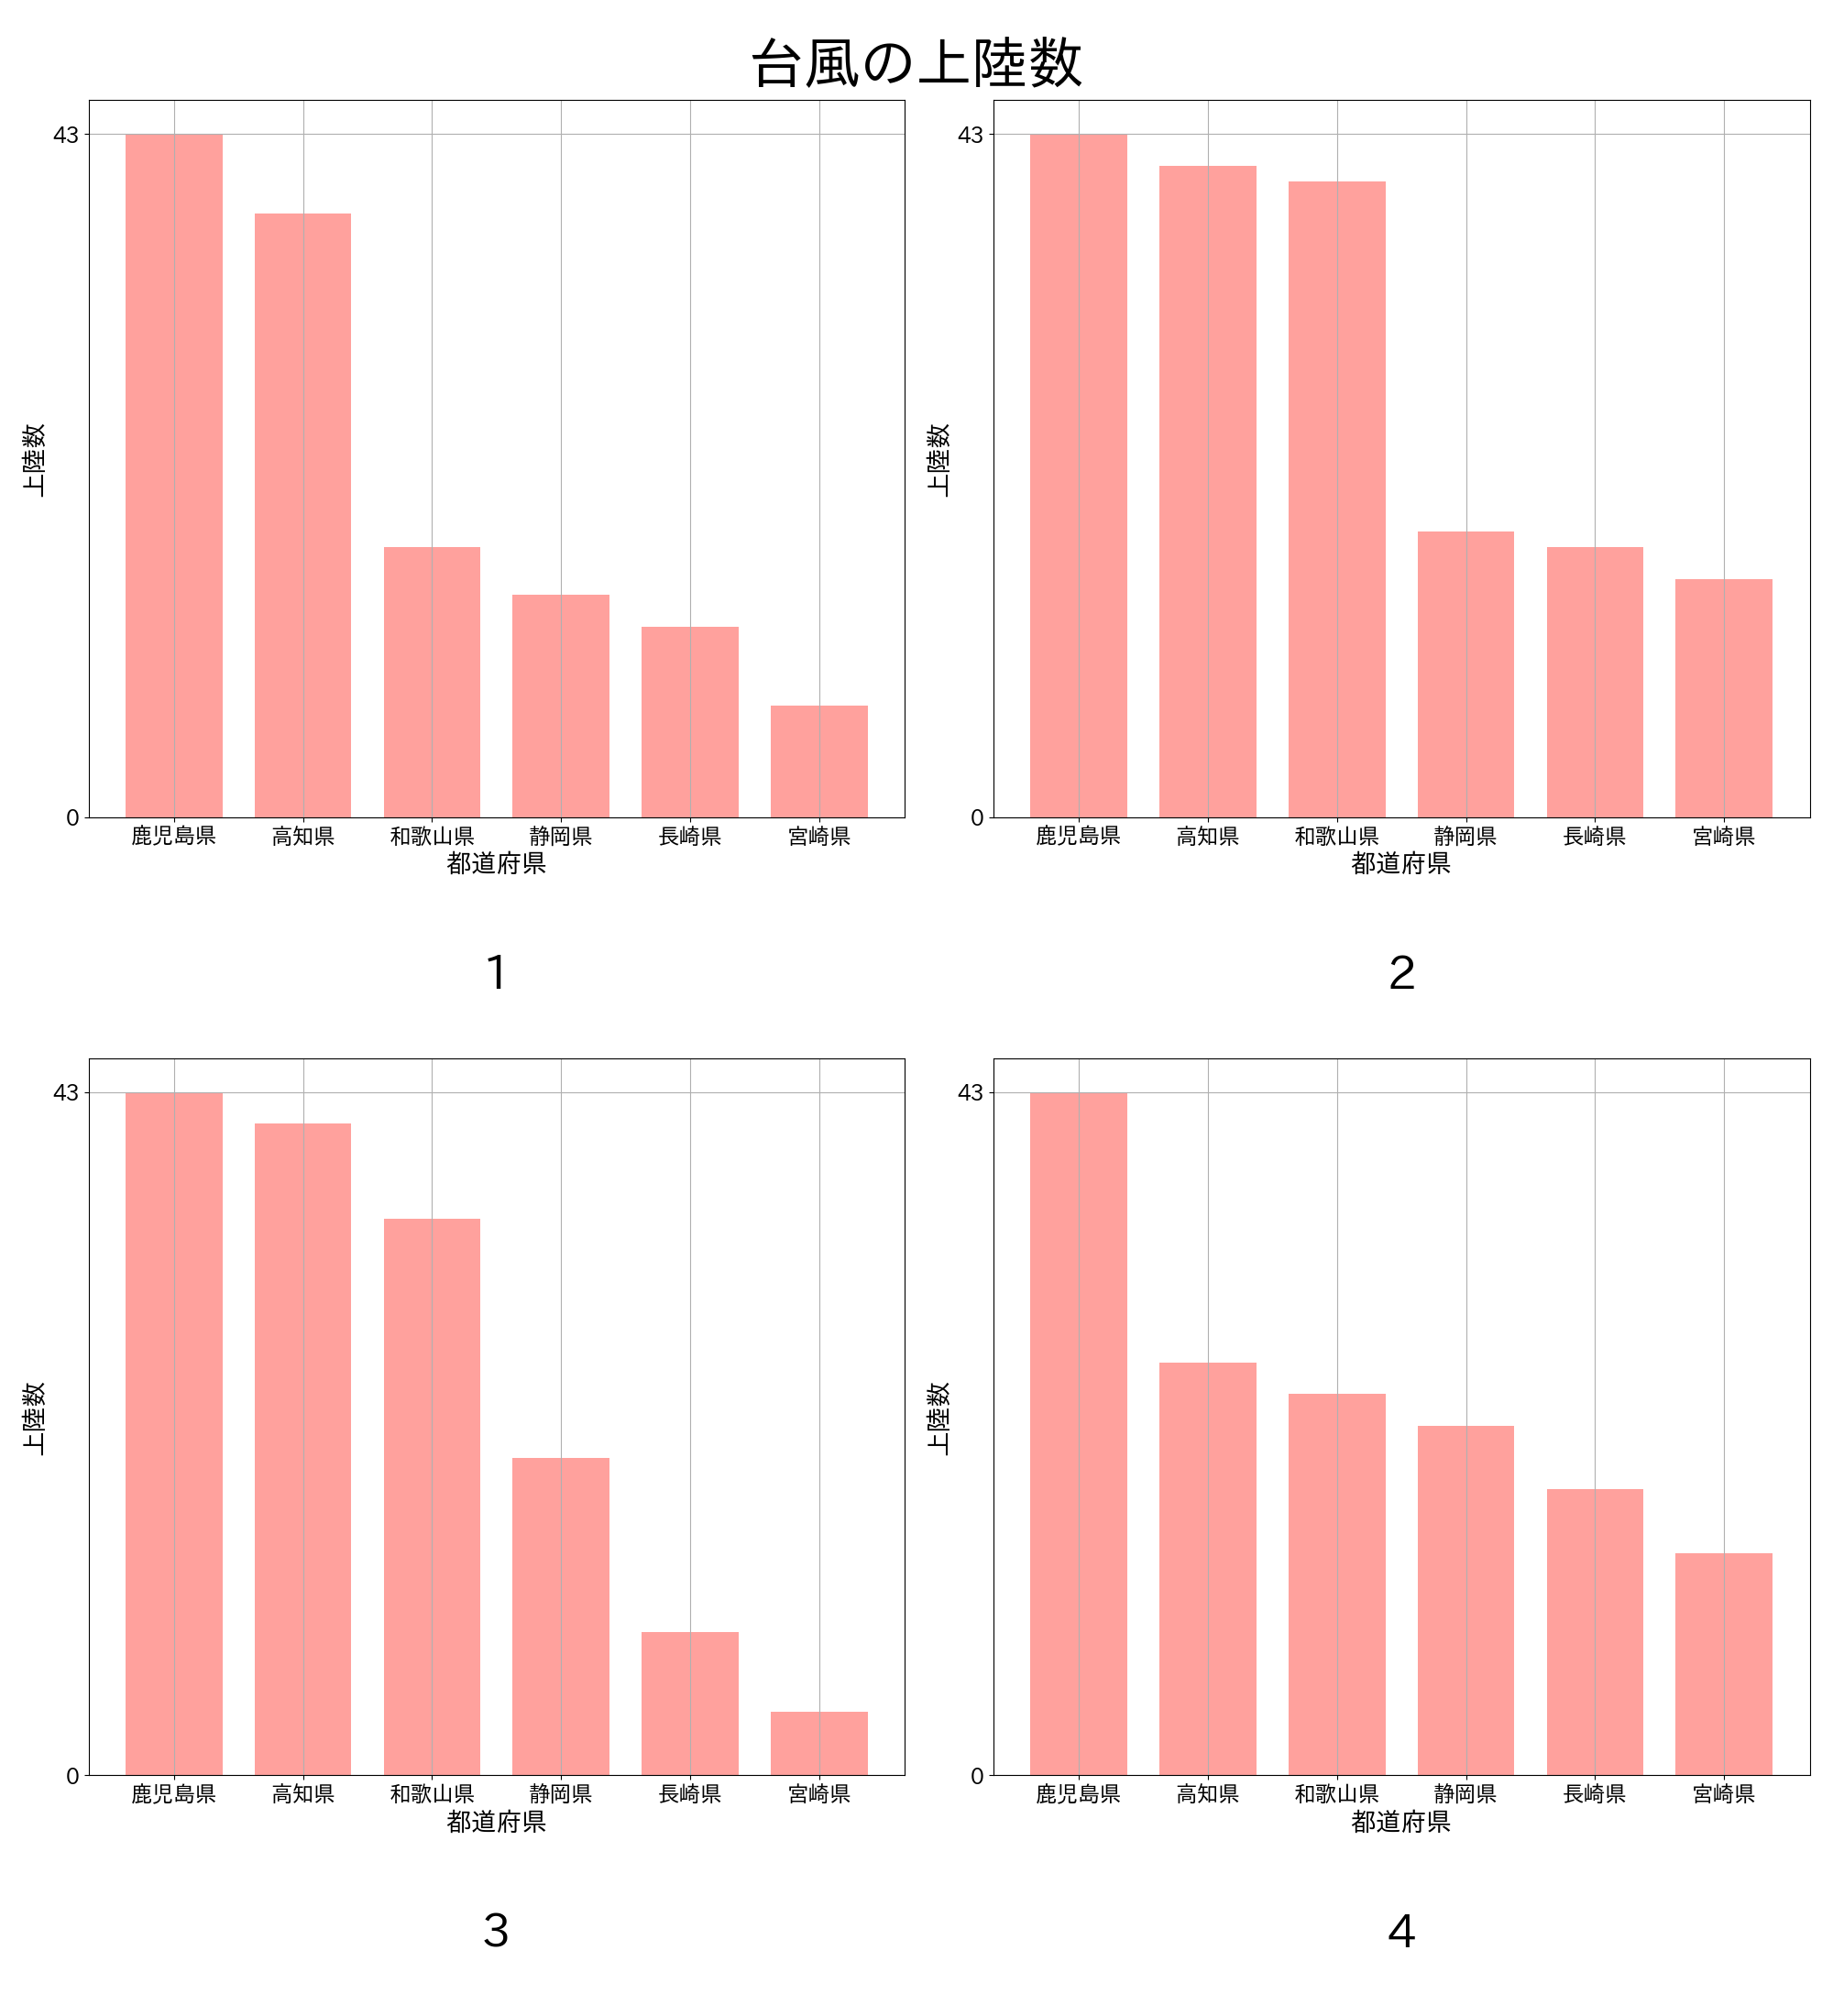 台風の上陸数
43
0
上陸数
鹿児島県 高知県 和歌山県 静岡県 長崎県 宮崎県
都道府県
1
43
0
上陸数
鹿児島県 高知県 和歌山県 静岡県 長崎県 宮崎県
都道府県
2
43
0
上陸数
鹿児島県 高知県 和歌山県 静岡県 長崎県 宮崎県
都道府県
3
43
0
上陸数
鹿児島県 高知県 和歌山県 静岡県 長崎県 宮崎県
都道府県
4